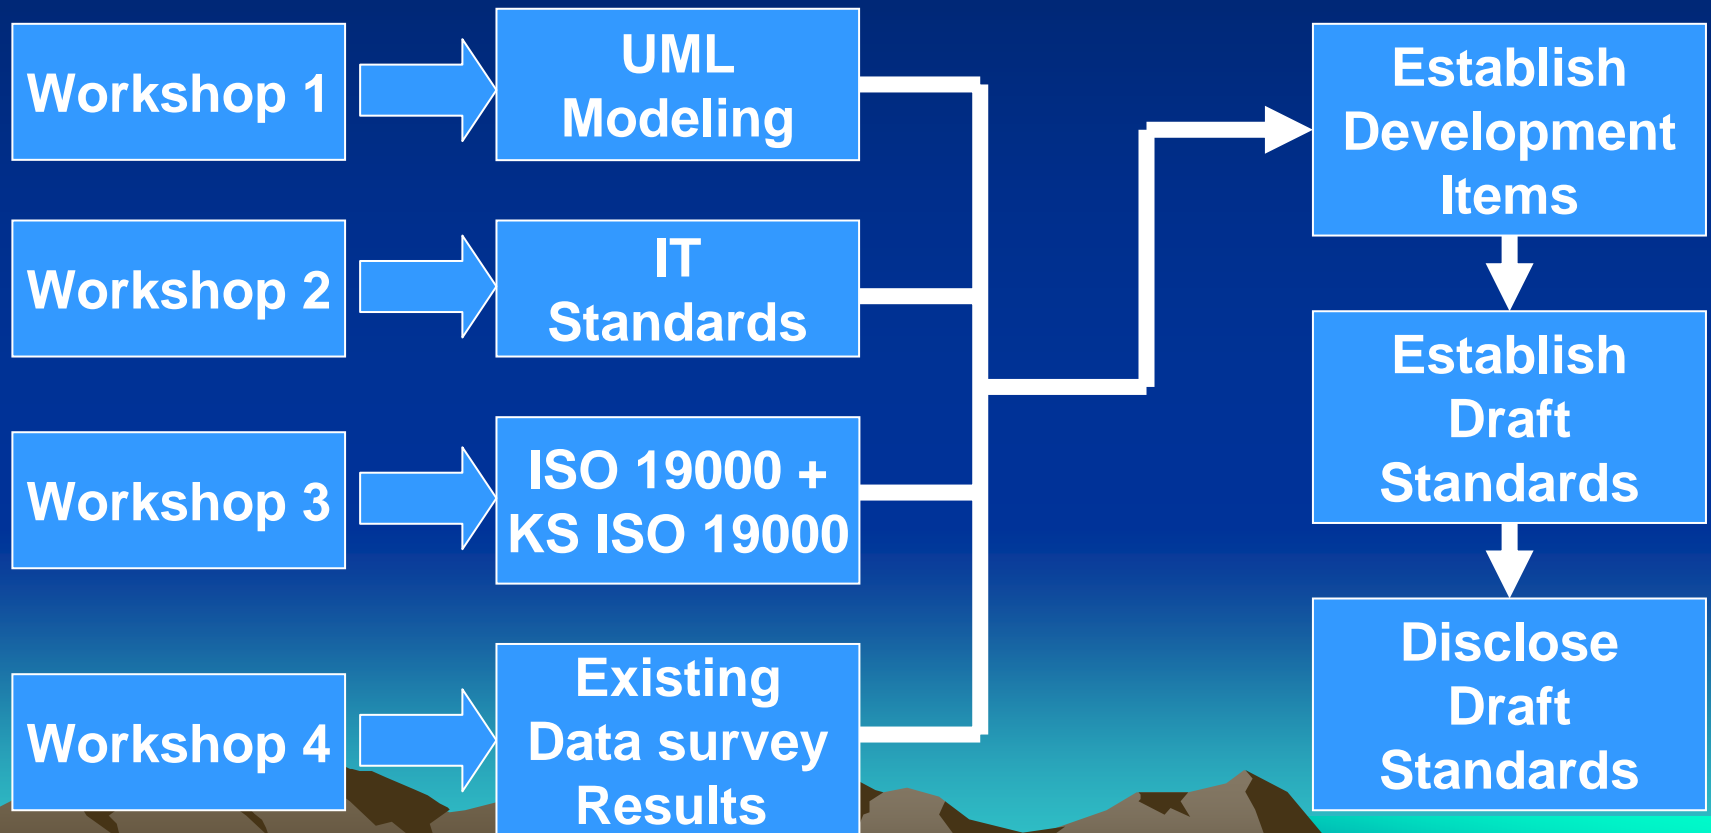 Workshop 1
UML
Modeling
Workshop 2
IT
Standards
Workshop 3
ISO 19000 +
KS ISO 19000
Workshop 4
Existing
Data survey
Results
Establish
Development
Items
Establish
Draft
Standards
Disclose
Draft
Standards